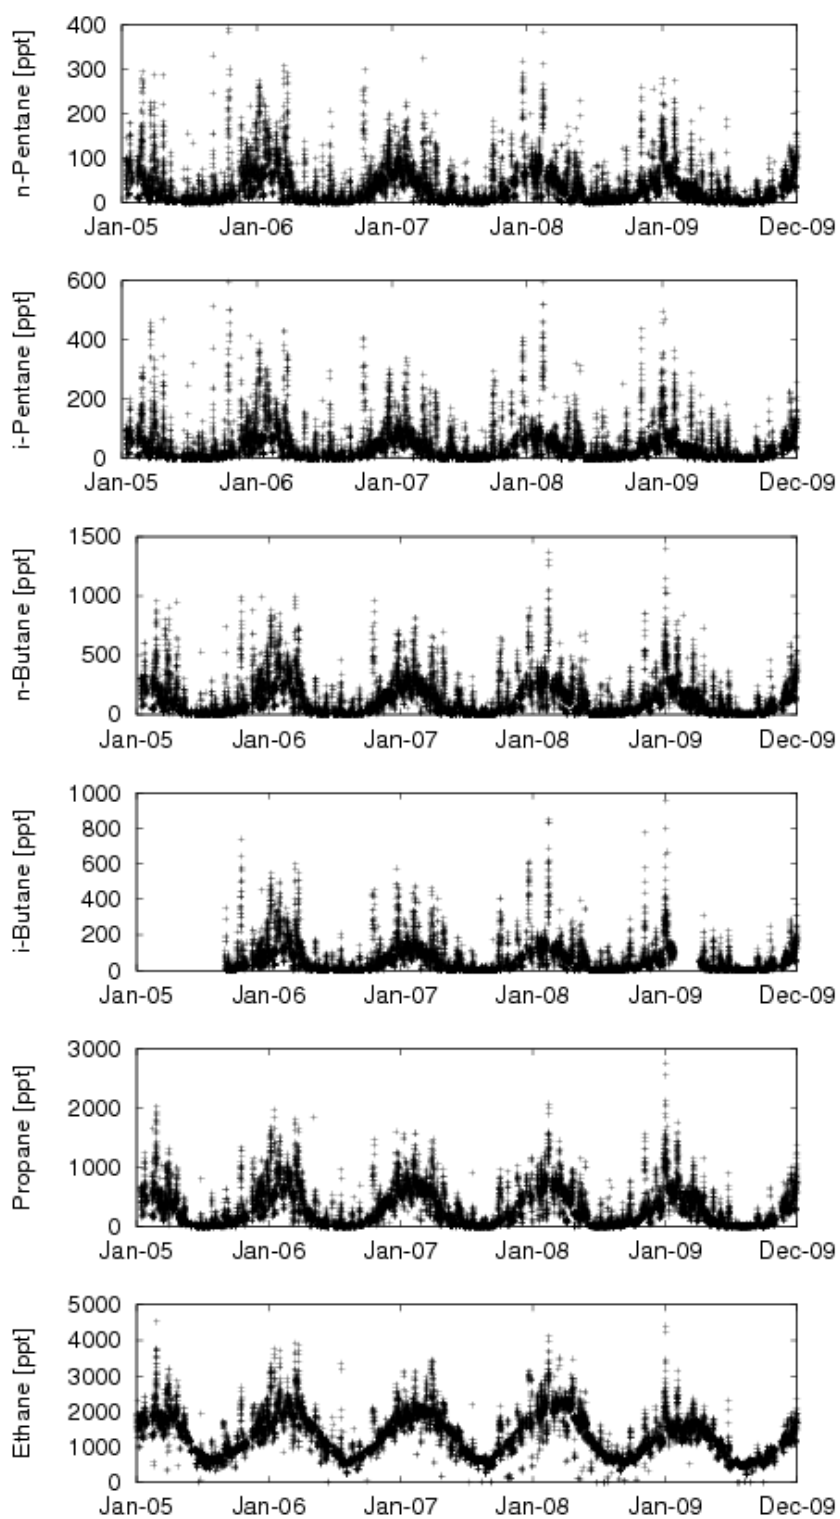 n-Pentane [ppt]
400
300
200
100
0
Jan-05 Jan-06 Jan-07 Jan-08 Jan-09 Dec-09
i-Pentane [ppt]
600
400
200
0
Jan-05 Jan-06 Jan-07 Jan-08 Jan-09 Dec-09
n-Butane [ppt]
1500
1000
500
0
Jan-05 Jan-06 Jan-07 Jan-08 Jan-09 Dec-09
i-Butane [ppt]
1000
800
600
400
200
0
Jan-05 Jan-06 Jan-07 Jan-08 Jan-09 Dec-09
Propane [ppt]
3000
2000
1000
0
Jan-05 Jan-06 Jan-07 Jan-08 Jan-09 Dec-09
Ethane [ppt]
5000
4000
3000
2000
1000
0
Jan-05 Jan-06 Jan-07 Jan-08 Jan-09 Dec-09